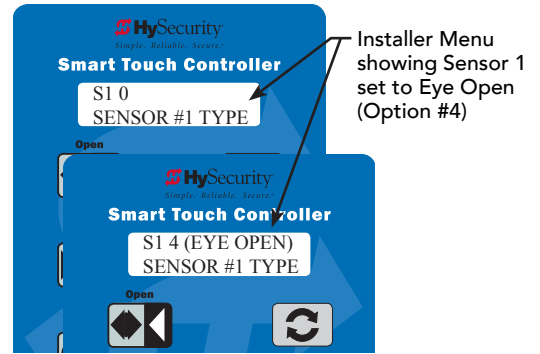 HySecurity
Simple. Reliable. Secure.
Smart Touch Controller
S1 0
SENSOR #1 TYPE
Open
Installer Menu
showing Sensor 1
set to Eye Open
(Option #4)
HySecurity
Simple. Reliable. Secure.
Smart Touch Controller
S1 4 (EYE OPEN)
SENSOR #1 TYPE
Open